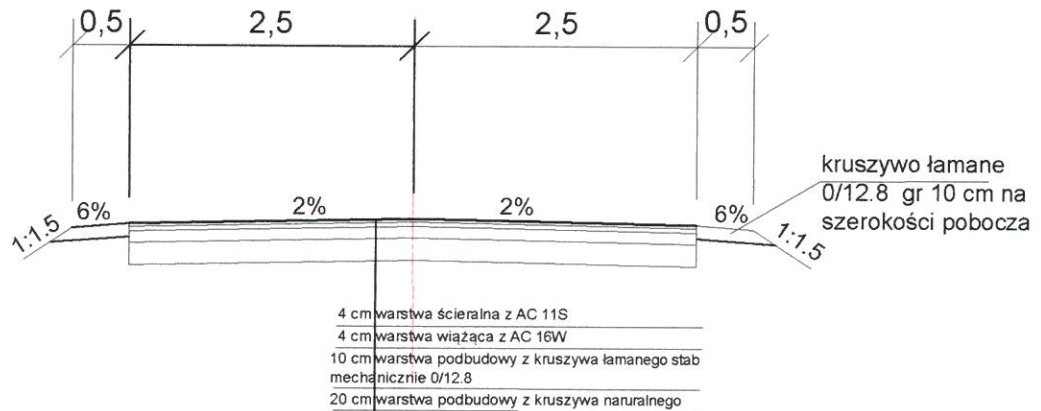 0,5 2,5 2,5 0,5
kruszywo łamane
0/12.8 gr 10 cm na
szerokości pobocza
1:1.5 6% 2% 2% 6% 1:1.5
4 cm warstwa ścieralna z AC 11S
4 cm warstwa wiążąca z AC 16W
10 cm warstwa podbudowy z kruszywa łamanego stab
mechanicznie 0/12.8
20 cm warstwa podbudowy z kruszywa naruralnego